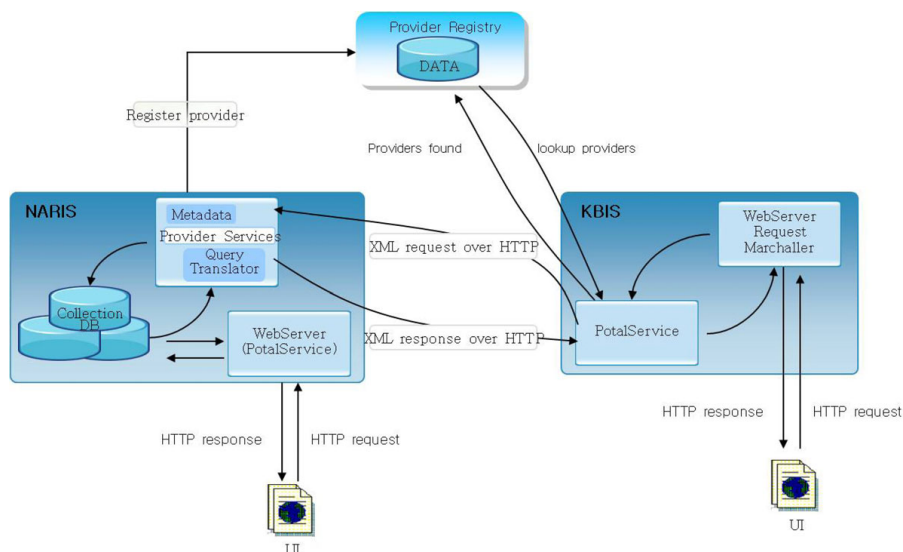 Provider Registry
DATA
Register provider
Providers found
lookup providers
NARIS
Metadata
Provider Services
Query
Translator
Collection
DB
WebServer
(PotalService)
XML request over HTTP
XML response over HTTP
KBIS
WebServer
Request
Marchaller
PotalService
HTTP response
HTTP request
UI
HTTP response
HTTP request
UI